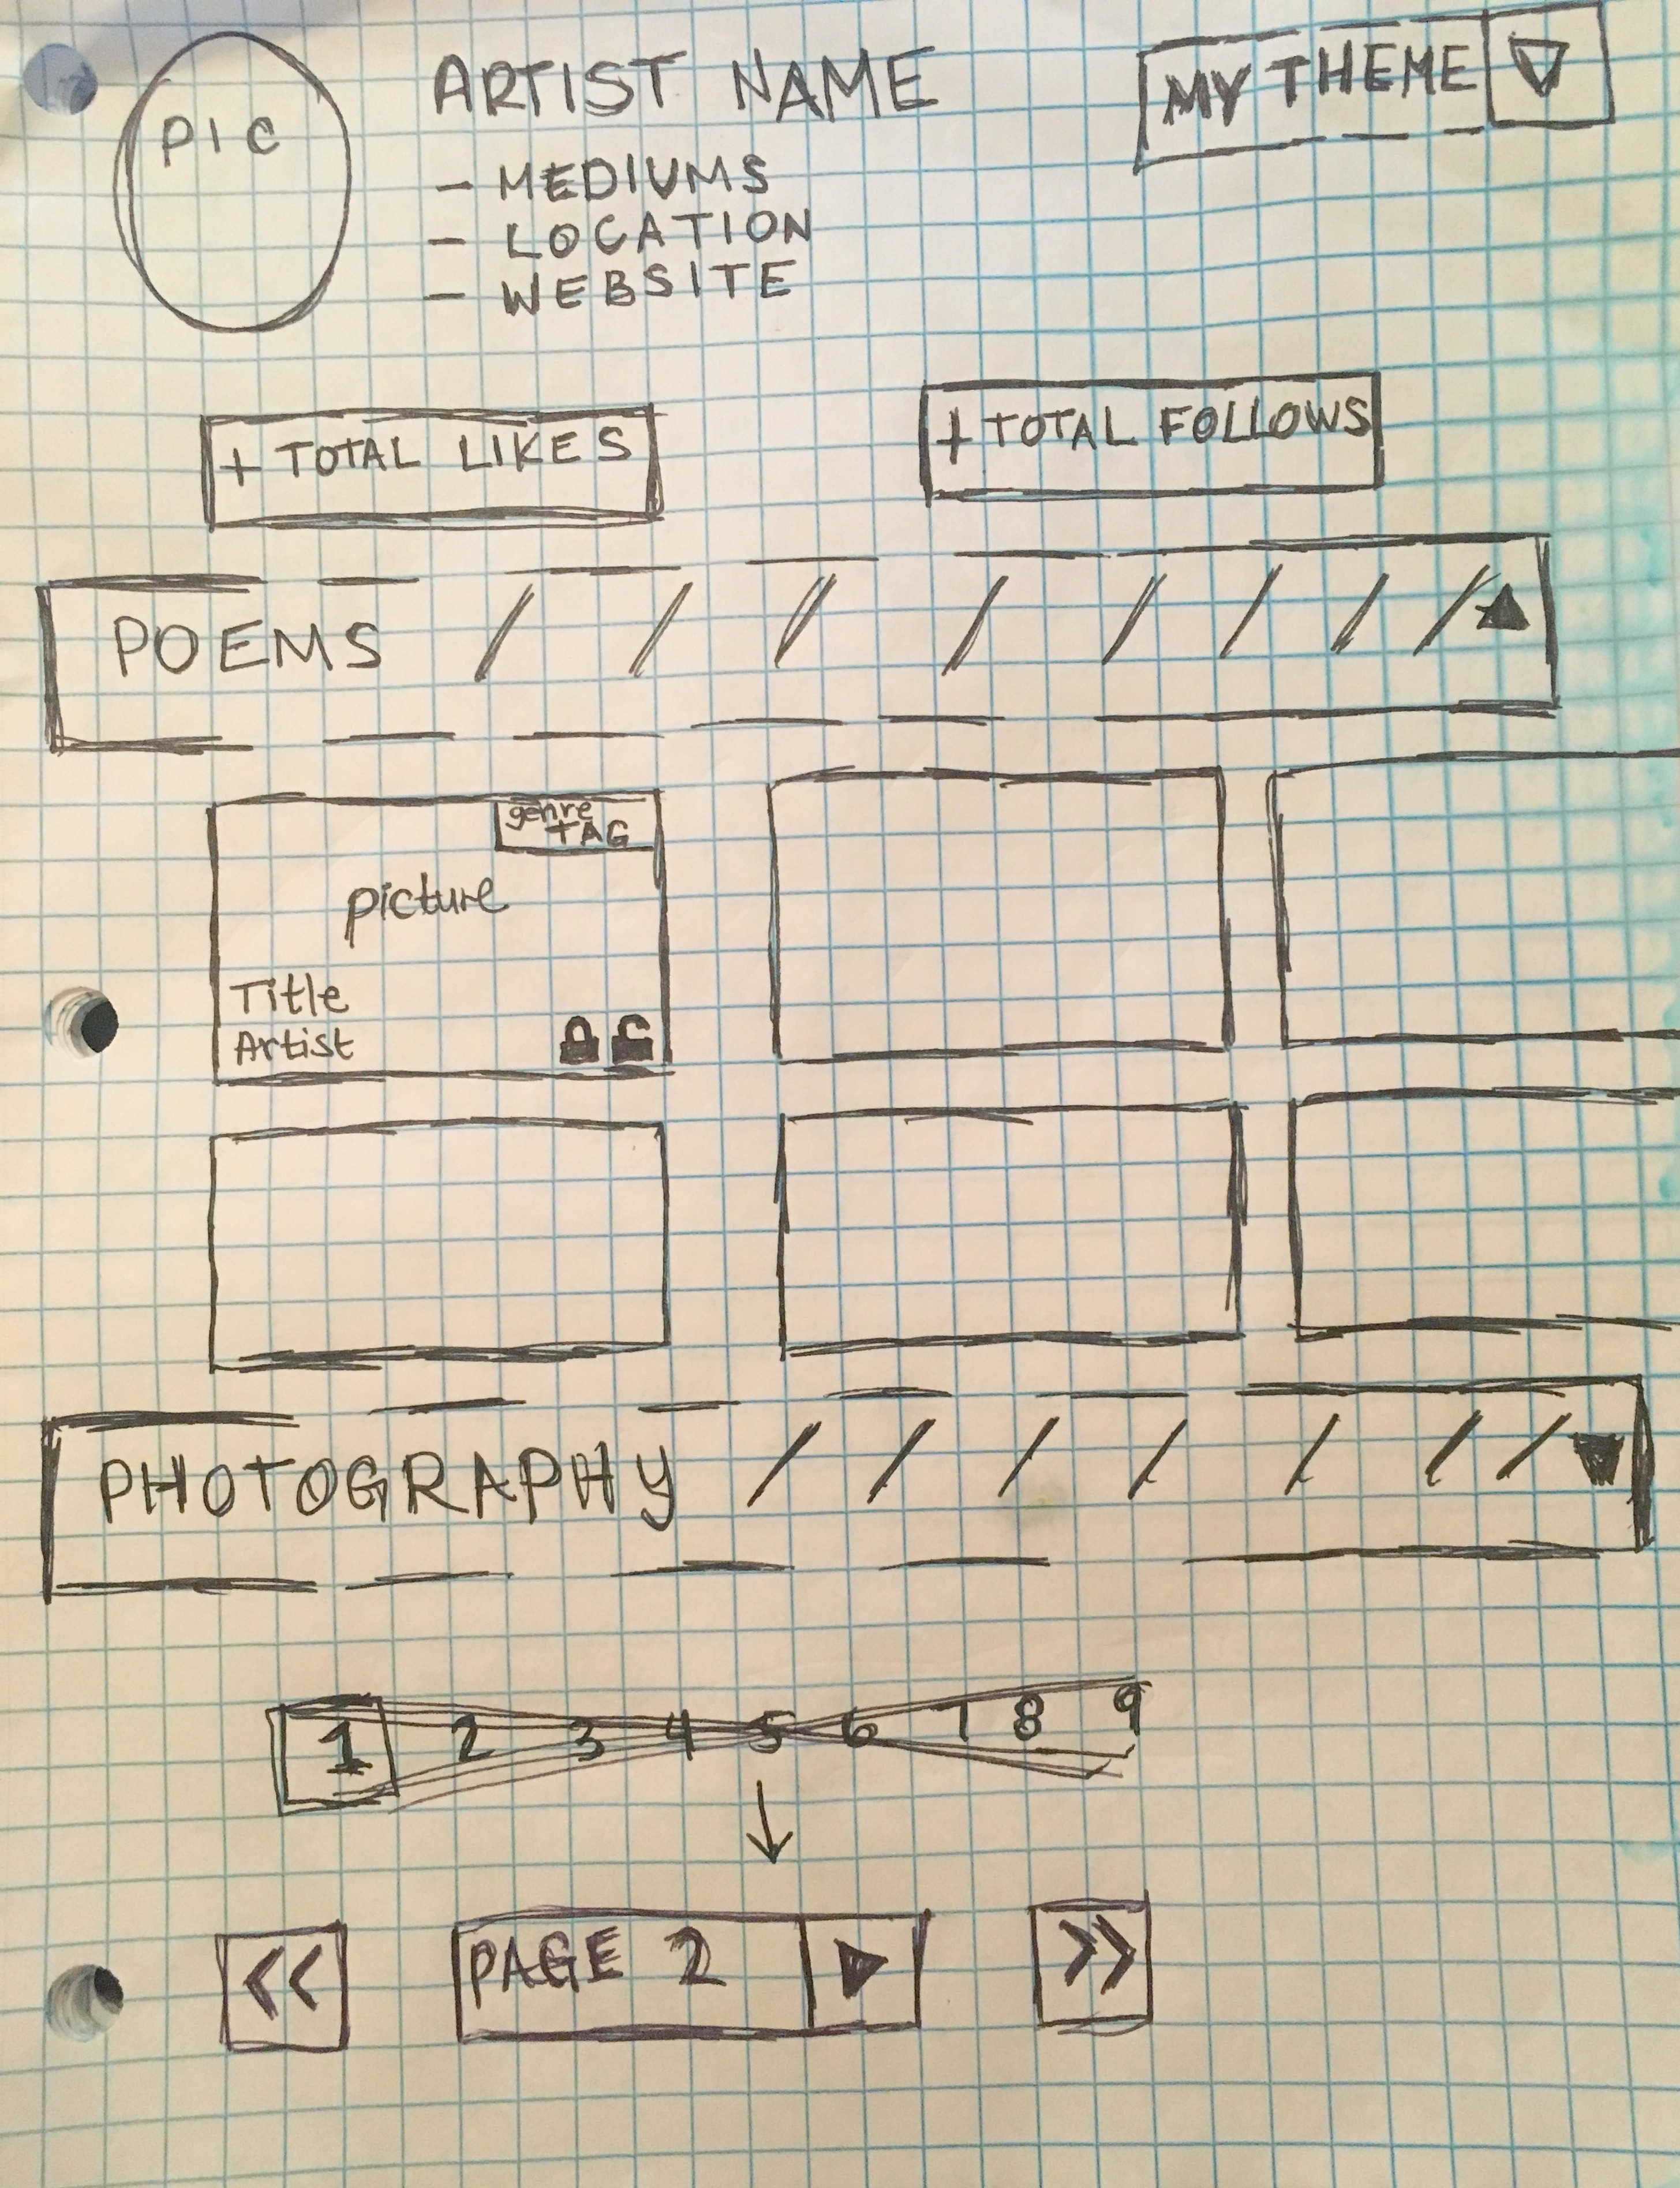 PIC
ARTIST NAME
MY THEME
- MEDIUMS
- LOCATION
- WEBSITE
+ TOTAL LIKES
+ TOTAL FOLLOWS
POEMS / / / / / / / /
genre
TAG
picture
Title
Artist
PHOTOGRAPHY / / / / / / /
1 2 3 4 5 6 7 8 9
<< PAGE 2 >>